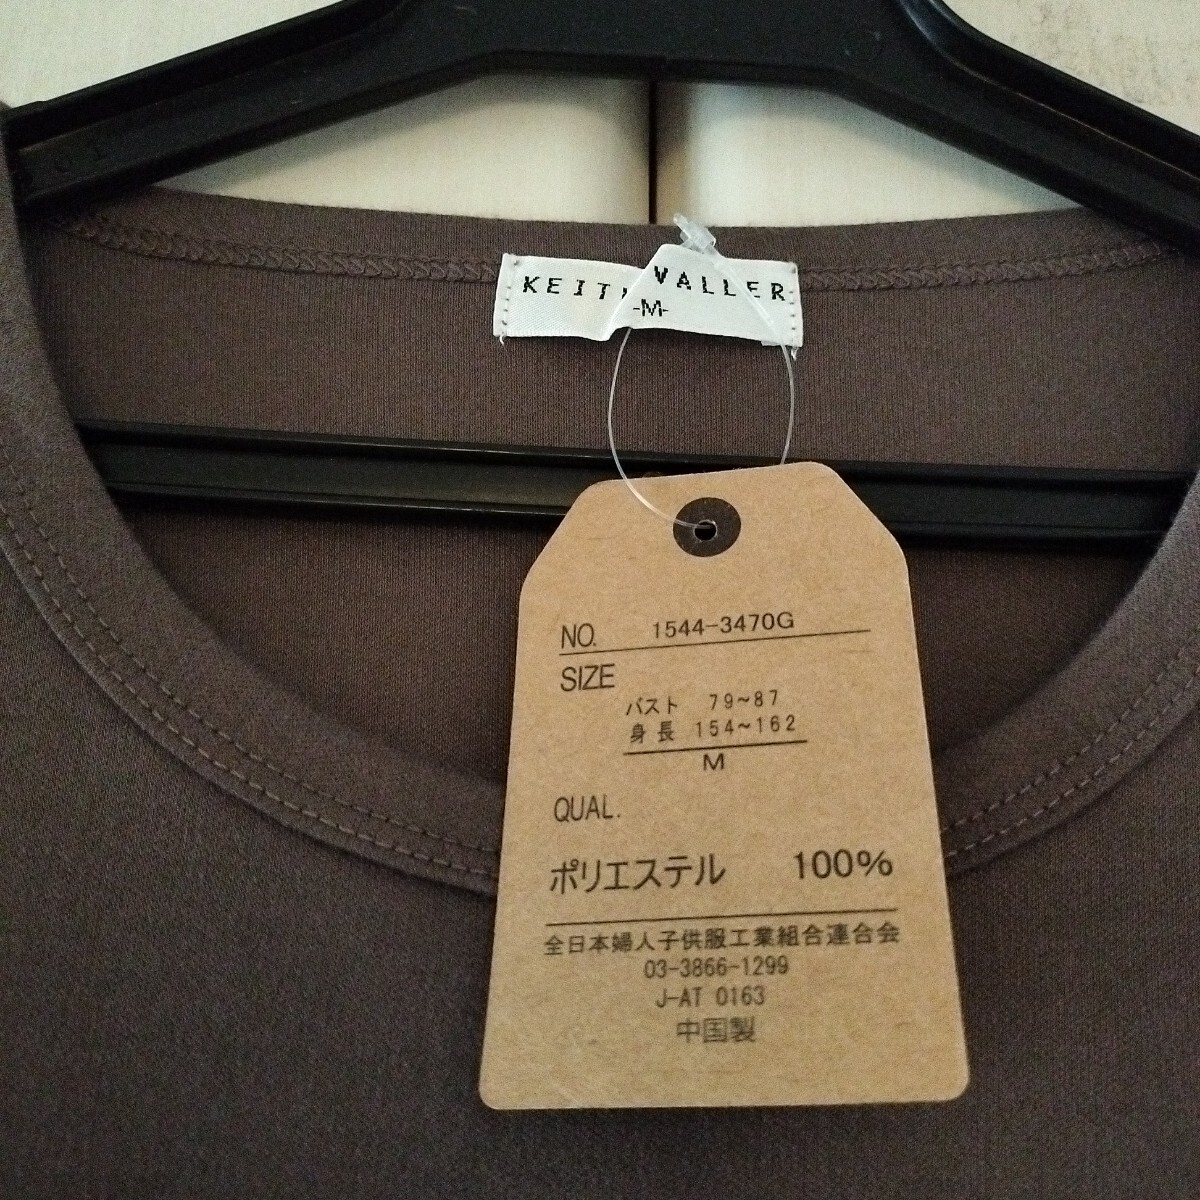 KEITH VALLER
-M-
NO. 1544-3470G
SIZE
バスト 79~87
身長 154~162
M
QUAL.
ポリエステル 100%
全日本婦人子供服工業組合連合会
03-3866-1299
J-AT 0163
中国製